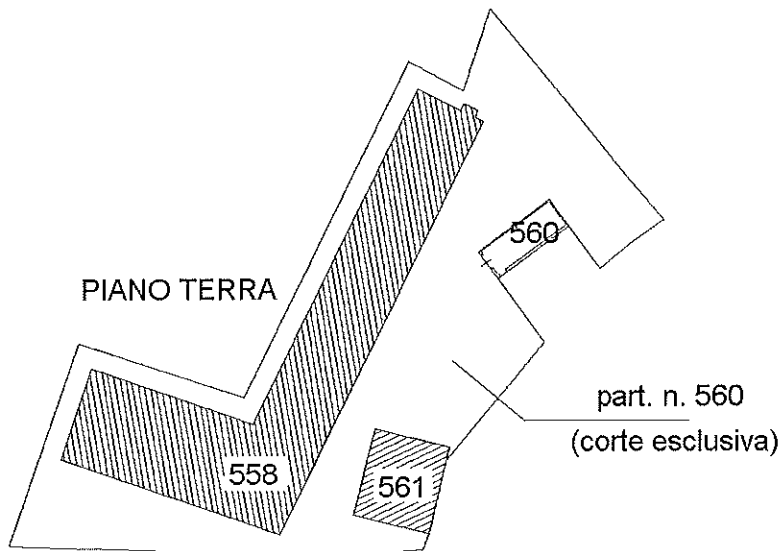 560
PIANO TERRA
part. n. 560
(corte esclusiva)
558
561